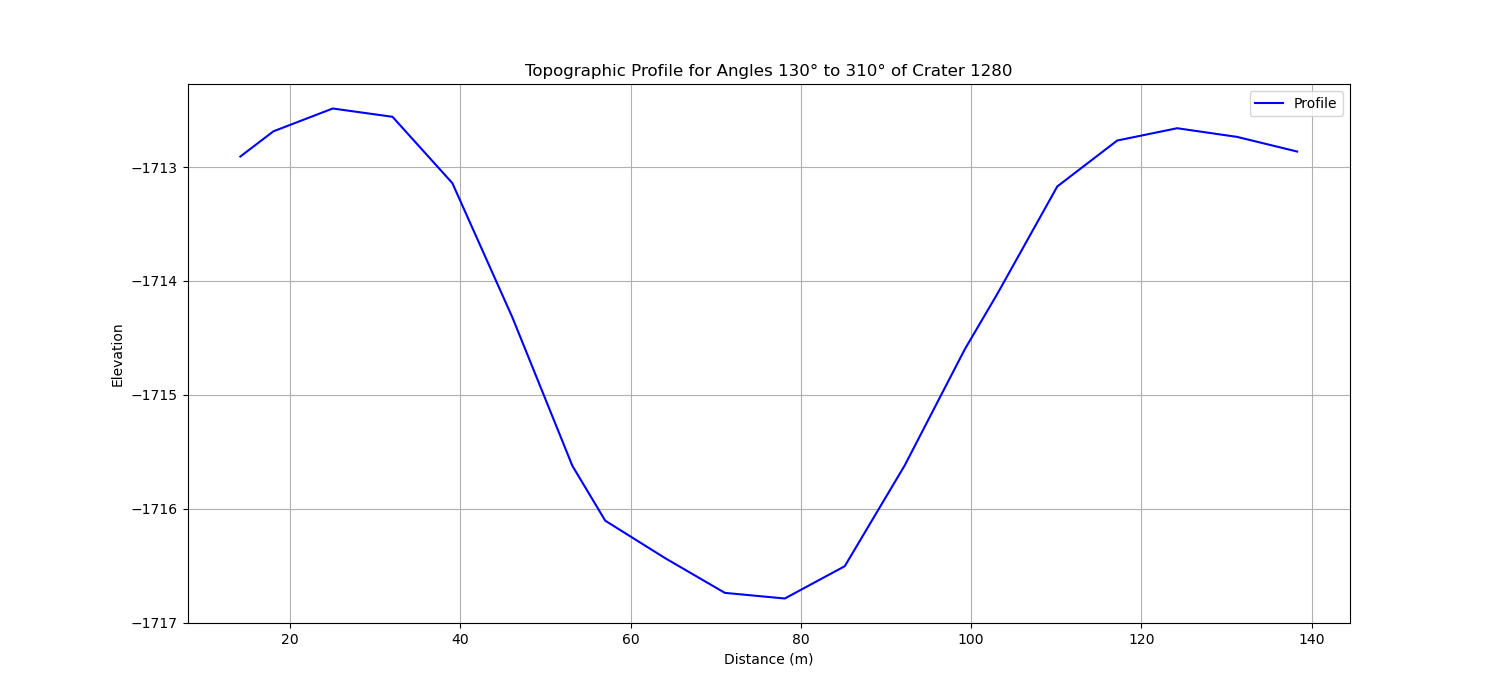 Topographic Profile for Angles 130° to 310° of Crater 1280
Profile
−1713
−1714
−1715
−1716
−1717
Elevation
20 40 60 80 100 120 140
Distance (m)